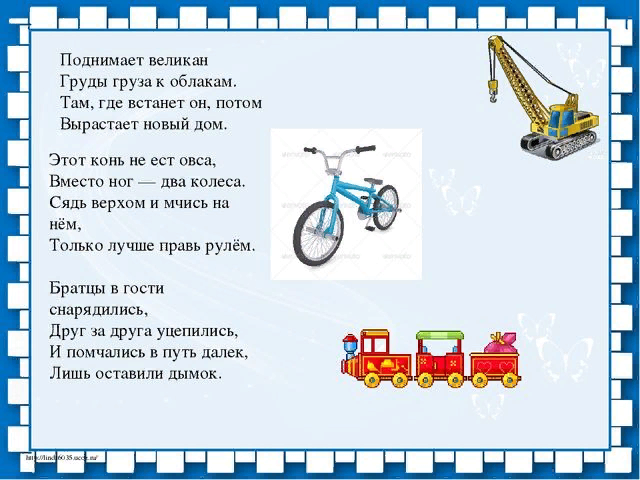 Поднимает великан
Груды груза к облакам.
Там, где встанет он, потом
Вырастает новый дом.
Этот конь не ест овса,
Вместо ног — два колеса.
Сядь верхом и мчись на
нём,
Только лучше правь рулём.
Братцы в гости
снарядились,
Друг за друга уцепились,
И помчались в путь далек,
Лишь оставили дымок.